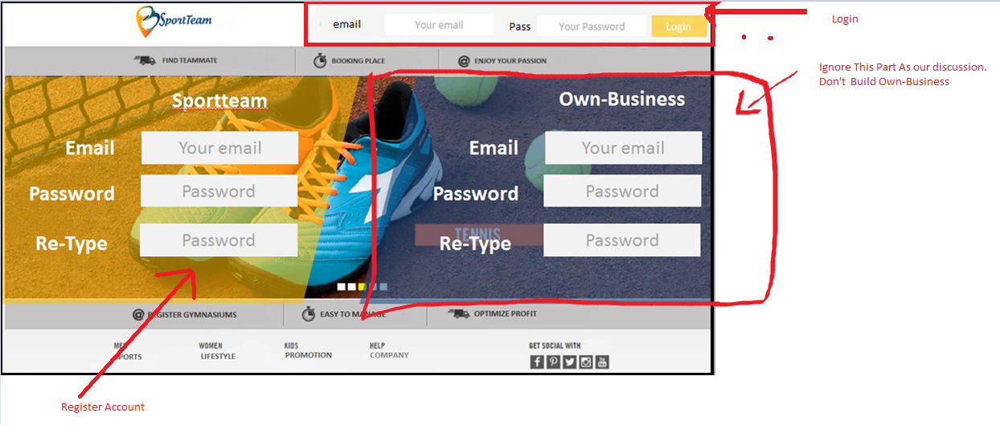 SportTeam
email Your email Pass Your Password Login
Login
FIND TEAMMATE BOOKING PLACE @ ENJOY YOUR PASSION
Ignore This Part As our discussion.
Don't Build Own-Business
Sportteam
Email Your email
Password Password
Re-Type Password
Own-Business
Email Your email
Password Password
TENNIS
Re-Type Password
@ REGISTER GYMNASIUMS EASY TO MANAGE OPTIMIZE PROFIT
MEN WOMEN KIDS HELP GET SOCIAL WITH
SPORTS LIFESTYLE PROMOTION COMPANY
Register Account